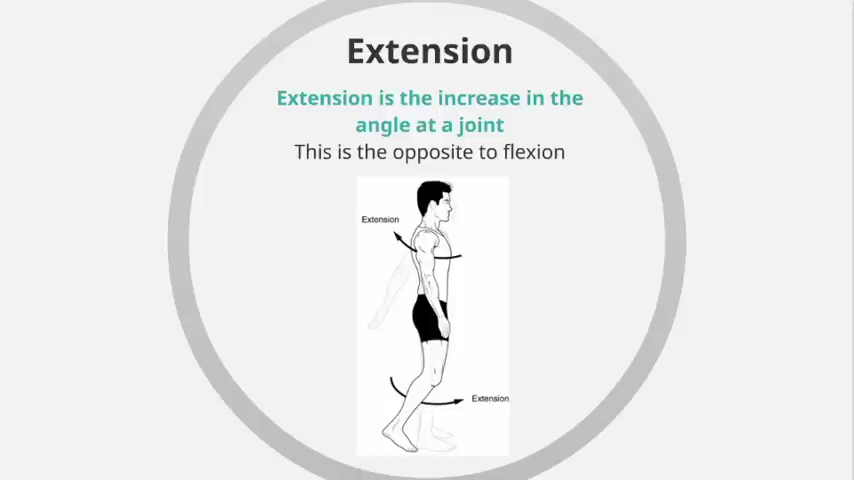 Extension
Extension is the increase in the
angle at a joint
This is the opposite to flexion
Extension
Extension